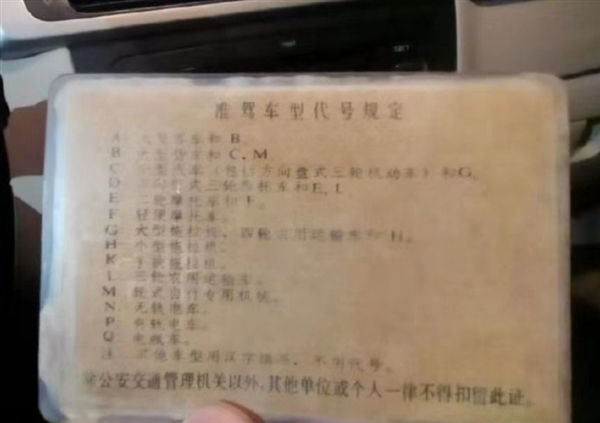 准驾车型代号规定
A 大型客车和B。
B 大型货车和C、M。
C 小型汽车(包括方向盘式三轮机动车)和G。
D 方向把式三轮摩托车和E、L
E 二轮摩托车和F。
F 轻便摩托车。
G 大型拖拉机、四轮农用运输车和H。
H 小型拖拉机。
K 手扶拖拉机。
L 三轮农用运输车。
M 轮式自行专用机械。
N 无轨电车。
P 有轨电车。
Q 电瓶车。
注 其他车型用汉字填写,不用代号。
除公安交通管理机关以外,其他单位或个人一律不得扣留此证。